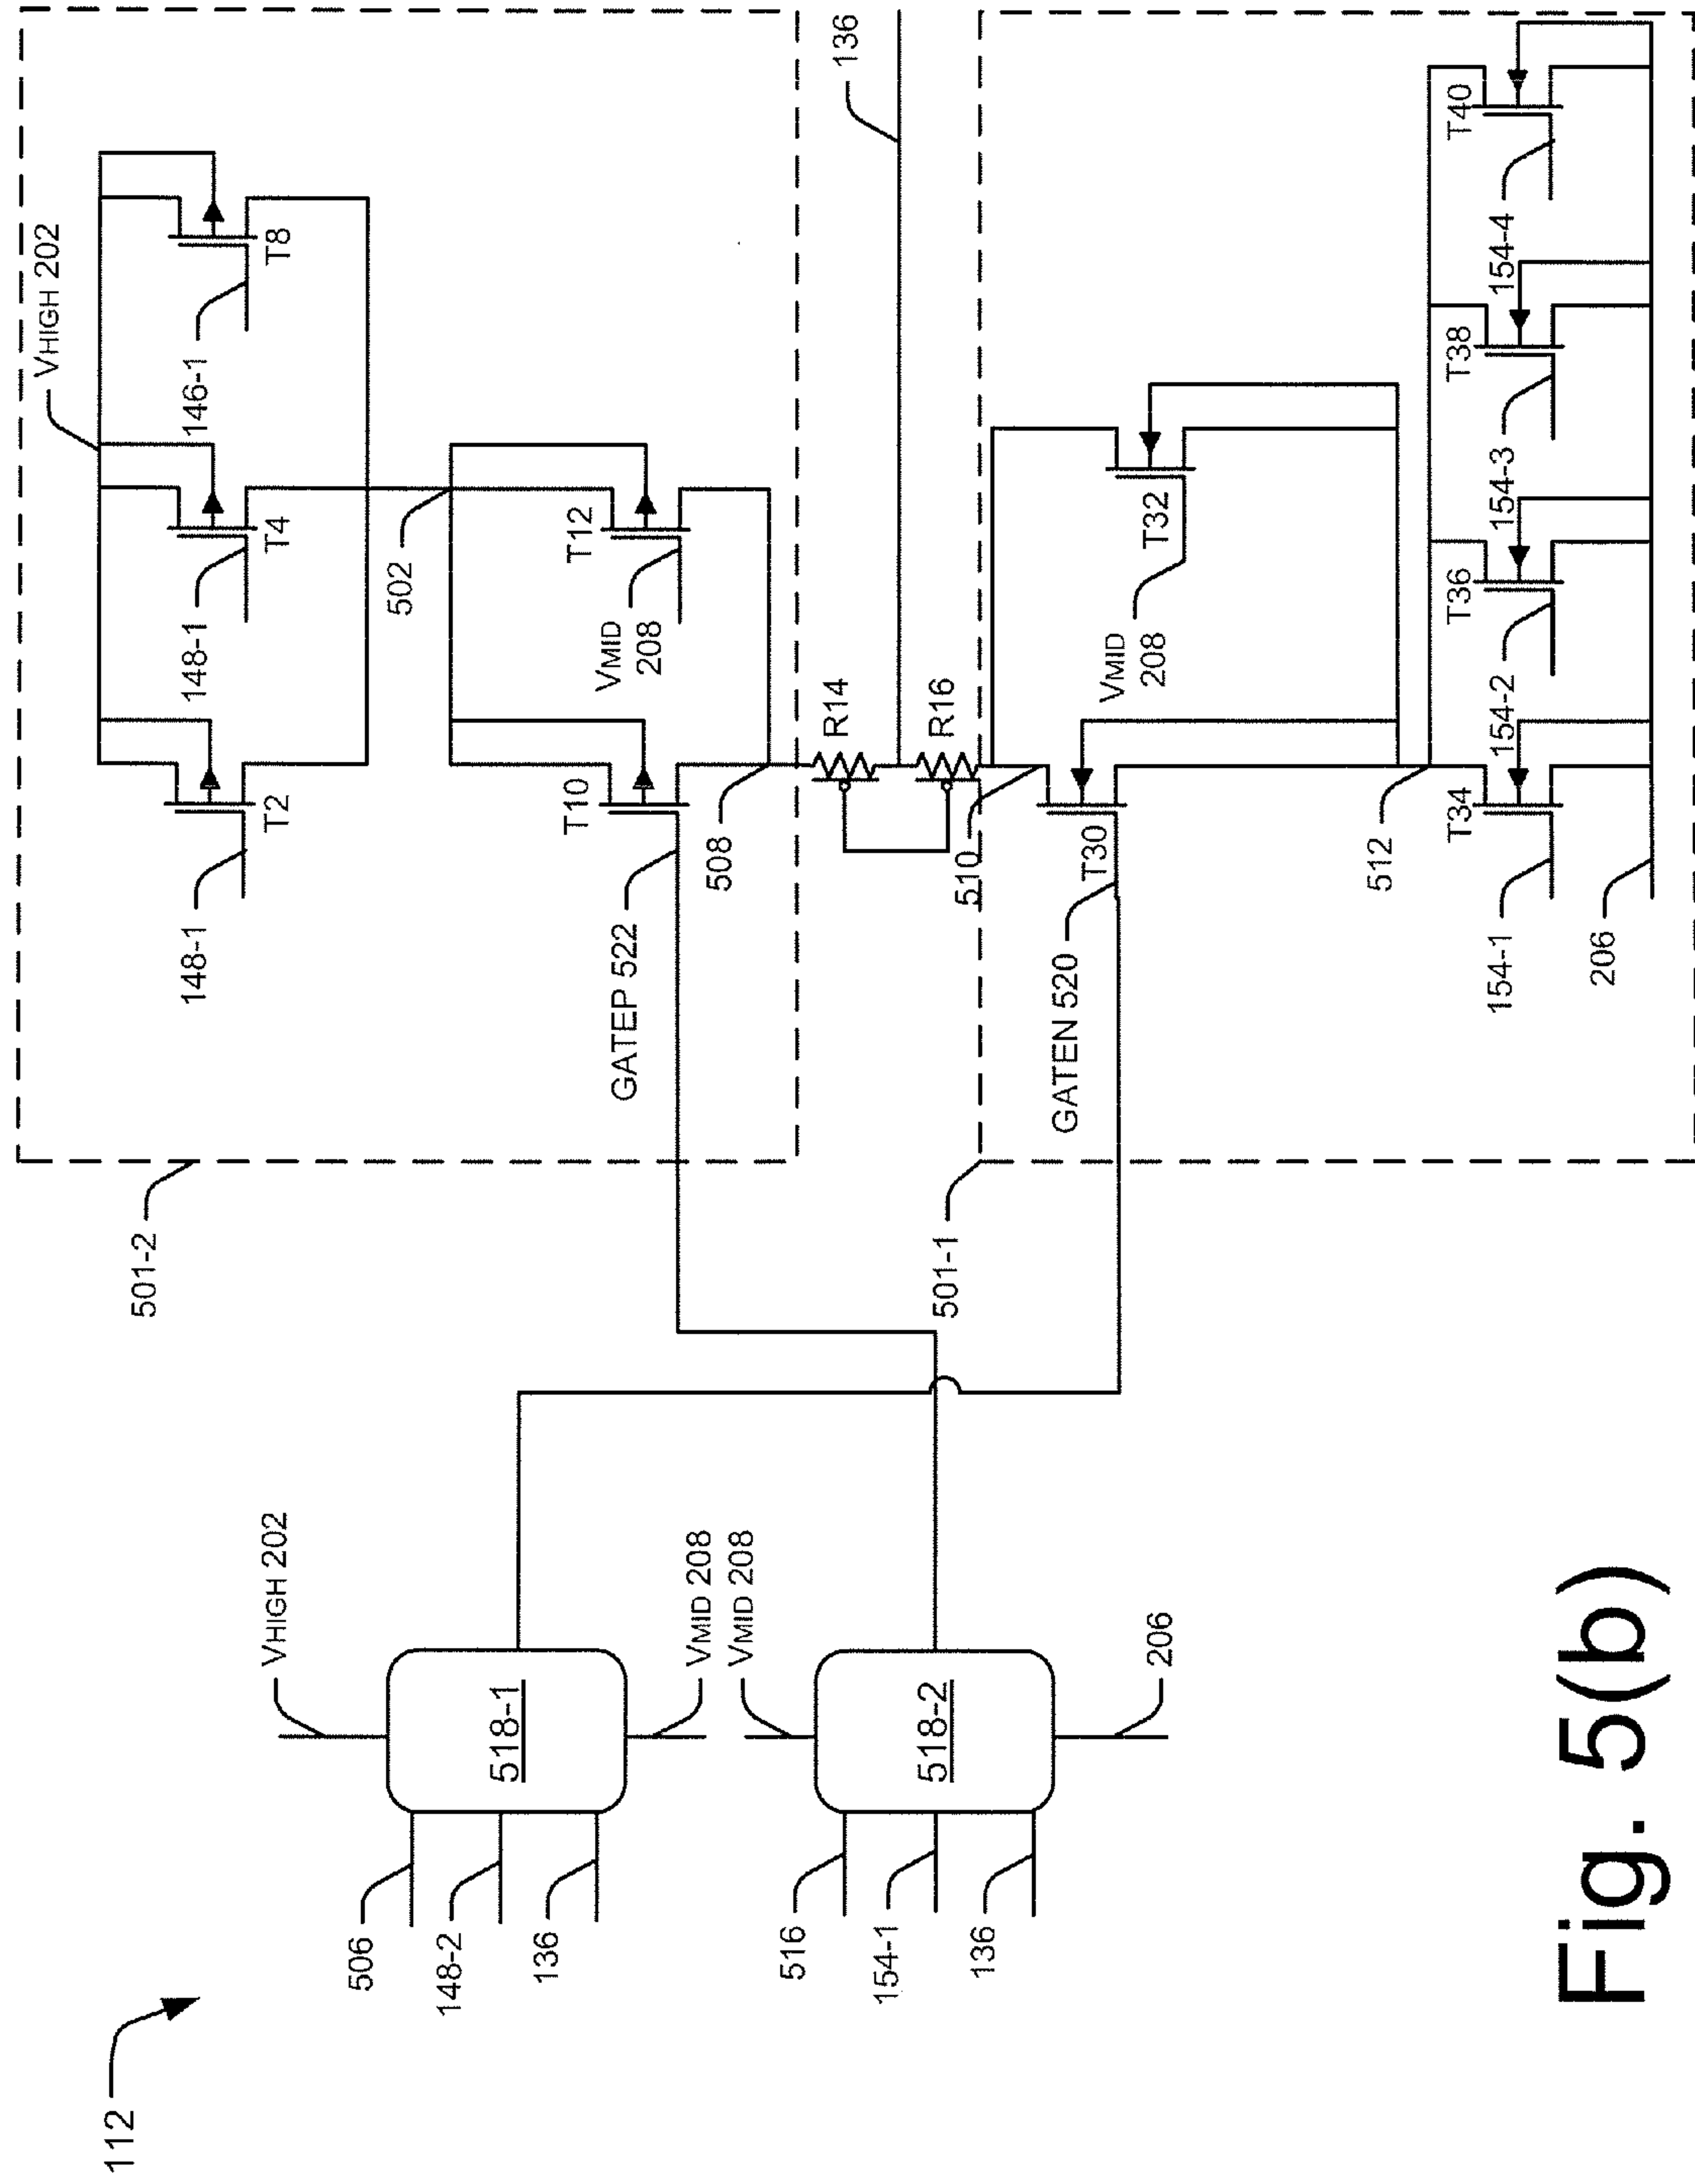 112
506
148-2
136
VHIGH 202
518-1
VMID 208
516
154-1
136
VMID 208
518-2
206
501-2
148-1
T2
VHIGH 202
148-1
T4
146-1
T8
502
GATEP 522
T10
VMID
208
T12
508
R14
R16
136
501-1
510
GATEN 520
T30
VMID
208
T32
512
154-1
T34
154-2
T36
154-3
T38
154-4
T40
206
Fig. 5(b)